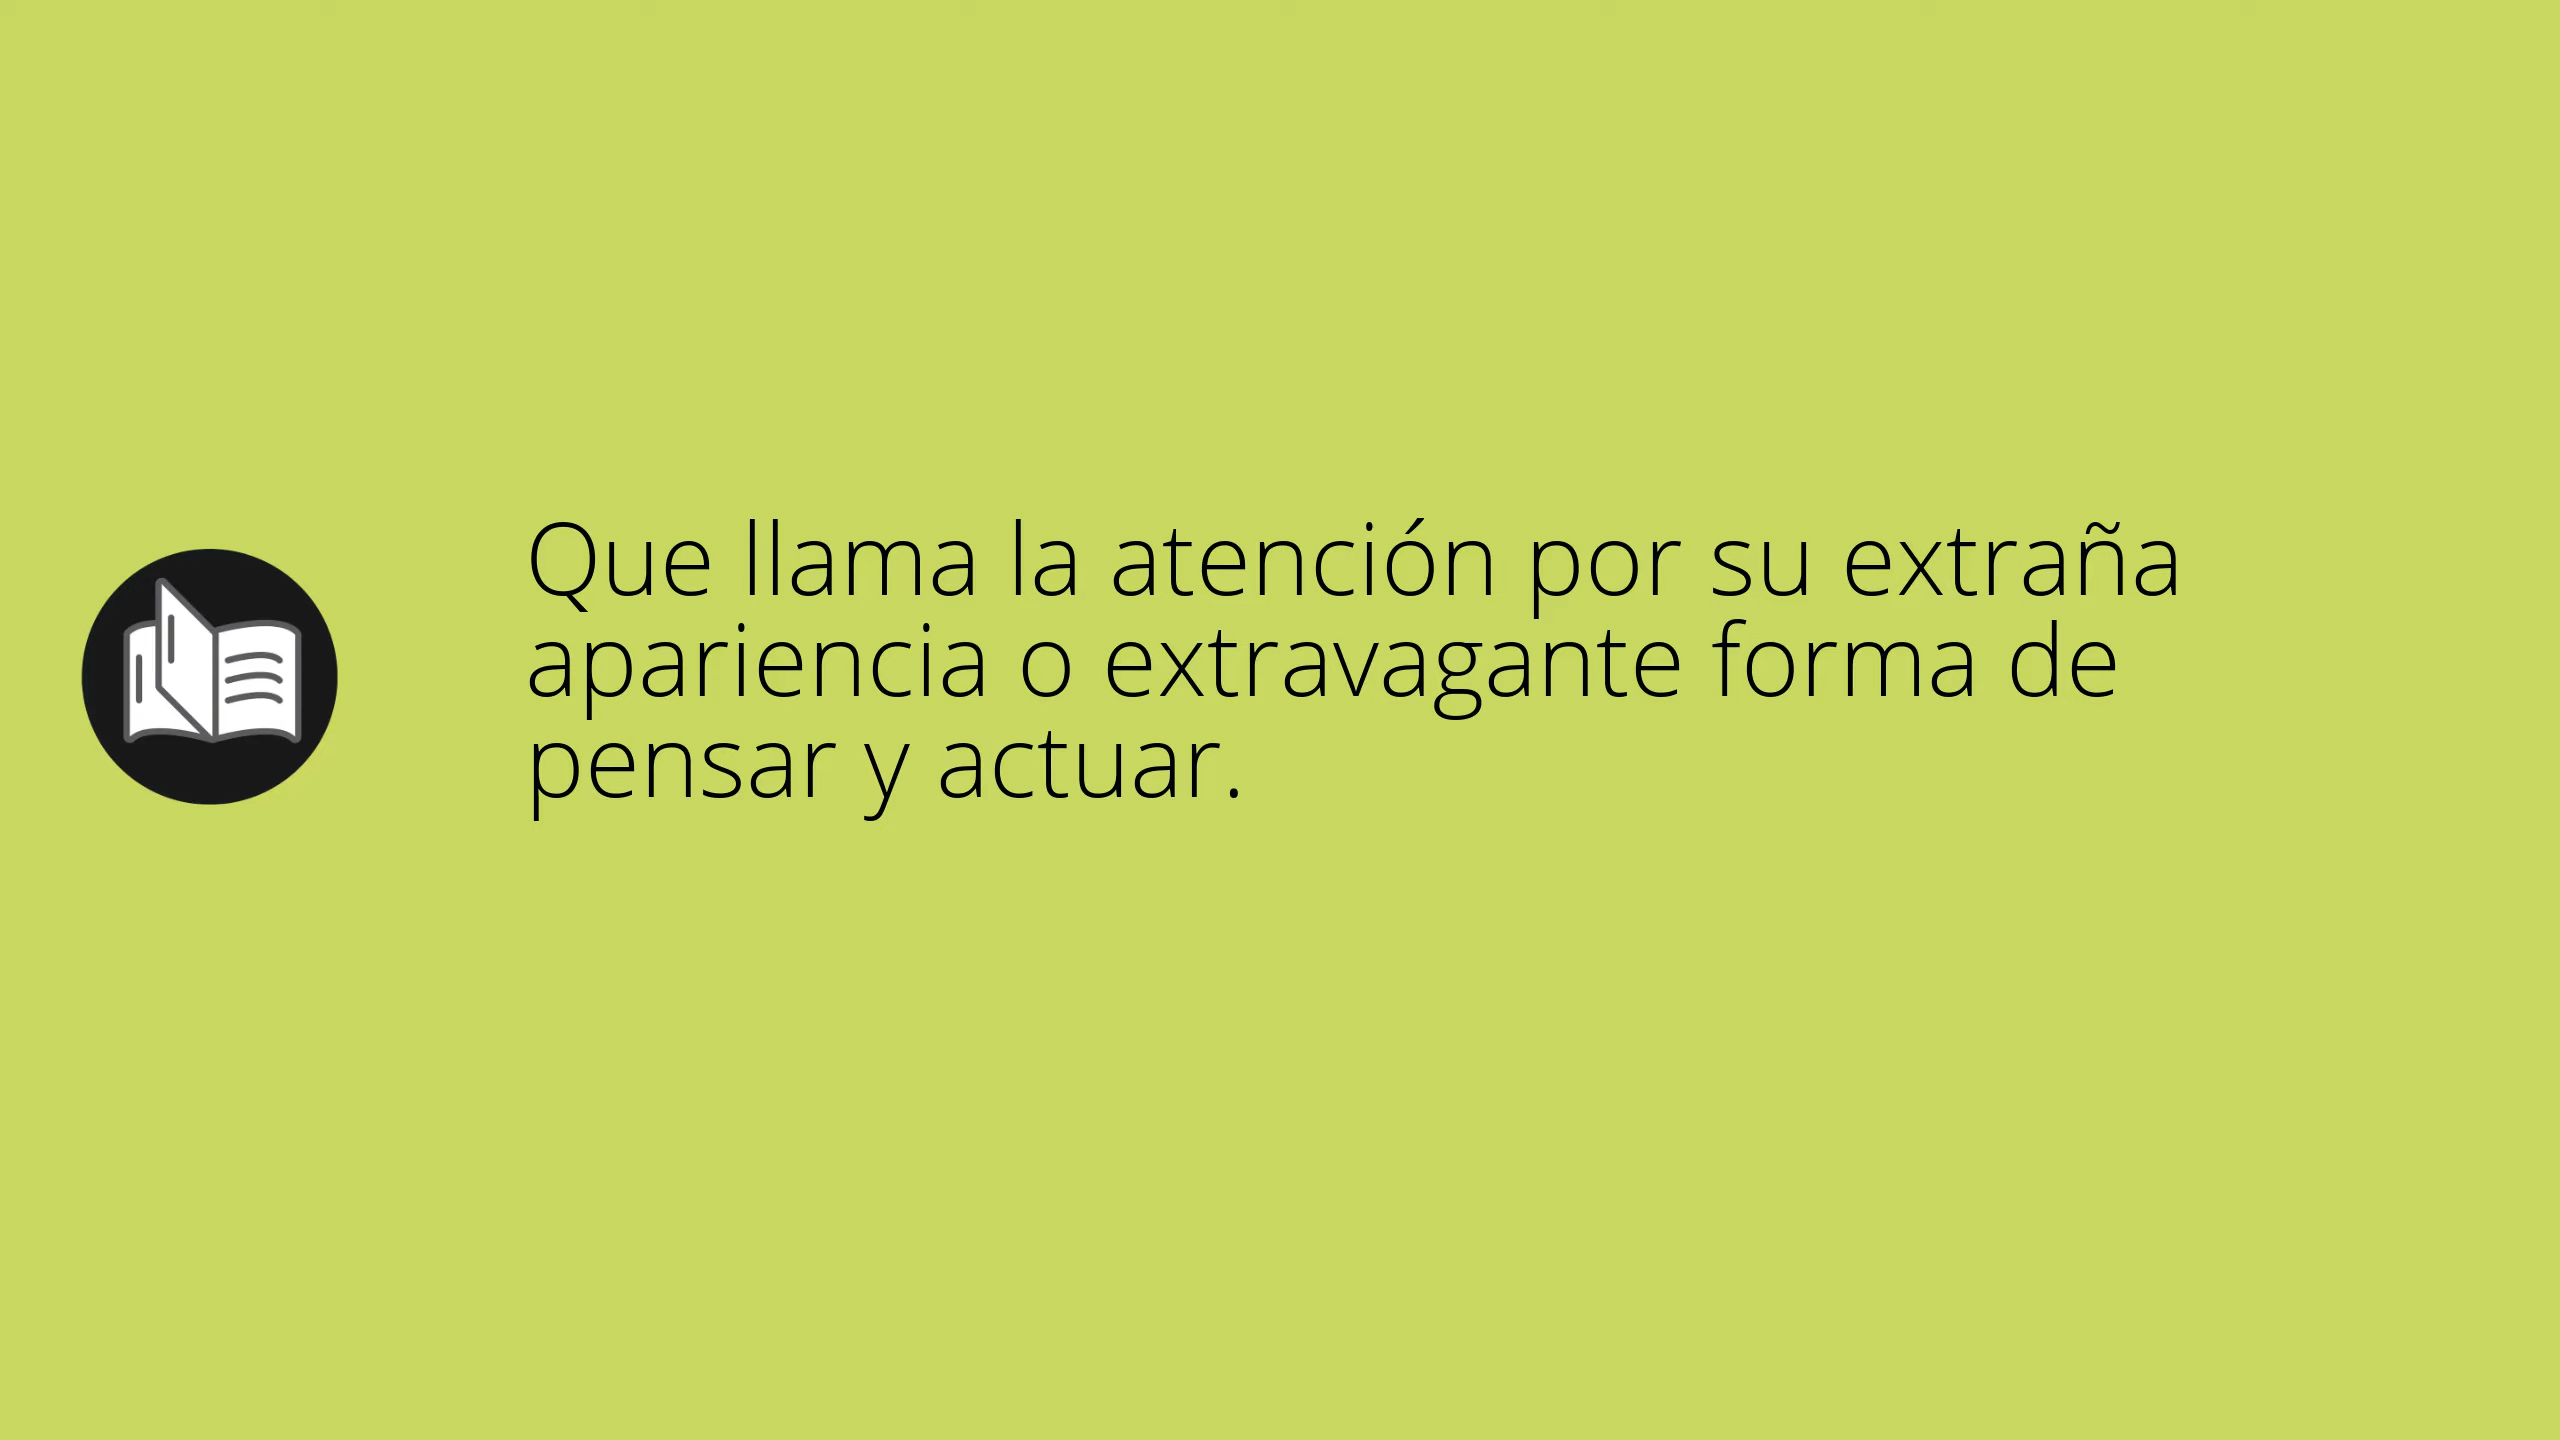 Que llama la atención por su extraña
apariencia o extravagante forma de
pensar y actuar.